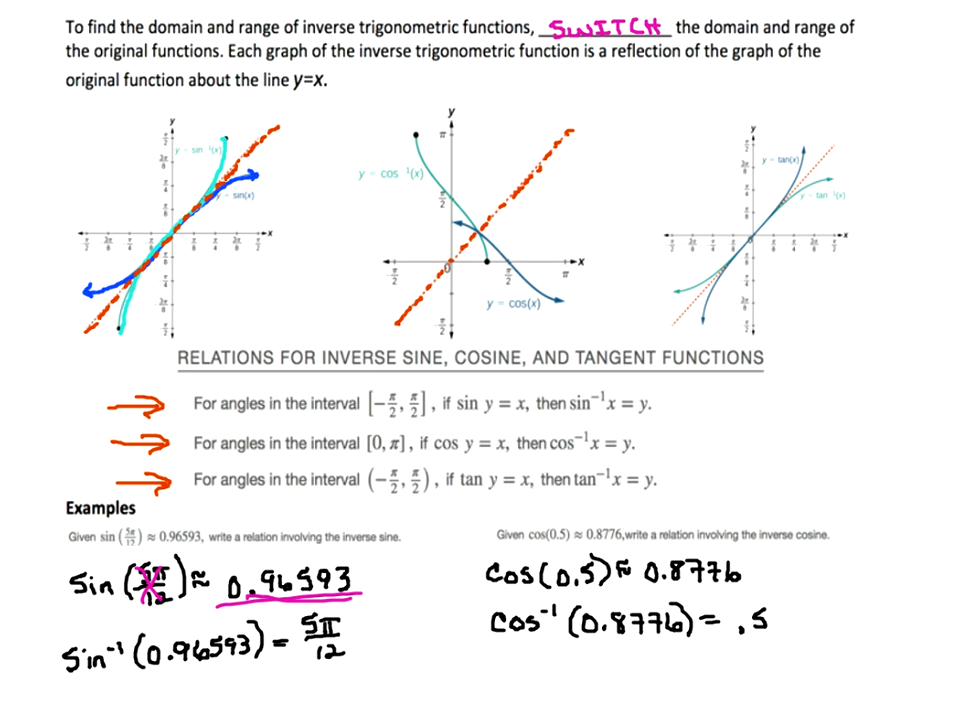 To find the domain and range of inverse trigonometric functions, SWITCH the domain and range of
the original functions. Each graph of the inverse trigonometric function is a reflection of the graph of the
original function about the line y=x.
y y y
y = sin⁻¹(x) y = sin(x) x
y = cos⁻¹(x) π π/2 -π/2 0 π/2 π x -π/2 y = cos(x)
y = tan(x) y = tan⁻¹(x) x
RELATIONS FOR INVERSE SINE, COSINE, AND TANGENT FUNCTIONS
For angles in the interval [-π/2, π/2], if sin y = x, then sin⁻¹x = y.
For angles in the interval [0, π], if cos y = x, then cos⁻¹x = y.
For angles in the interval (-π/2, π/2), if tan y = x, then tan⁻¹x = y.
Examples
Given sin (5π/12) ≈ 0.96593, write a relation involving the inverse sine.
sin (5π/12) ≈ 0.96593
sin⁻¹ (0.96593) = 5π/12
Given cos(0.5) ≈ 0.8776,write a relation involving the inverse cosine.
cos(0.5) ≈ 0.8776
cos⁻¹ (0.8776) = .5